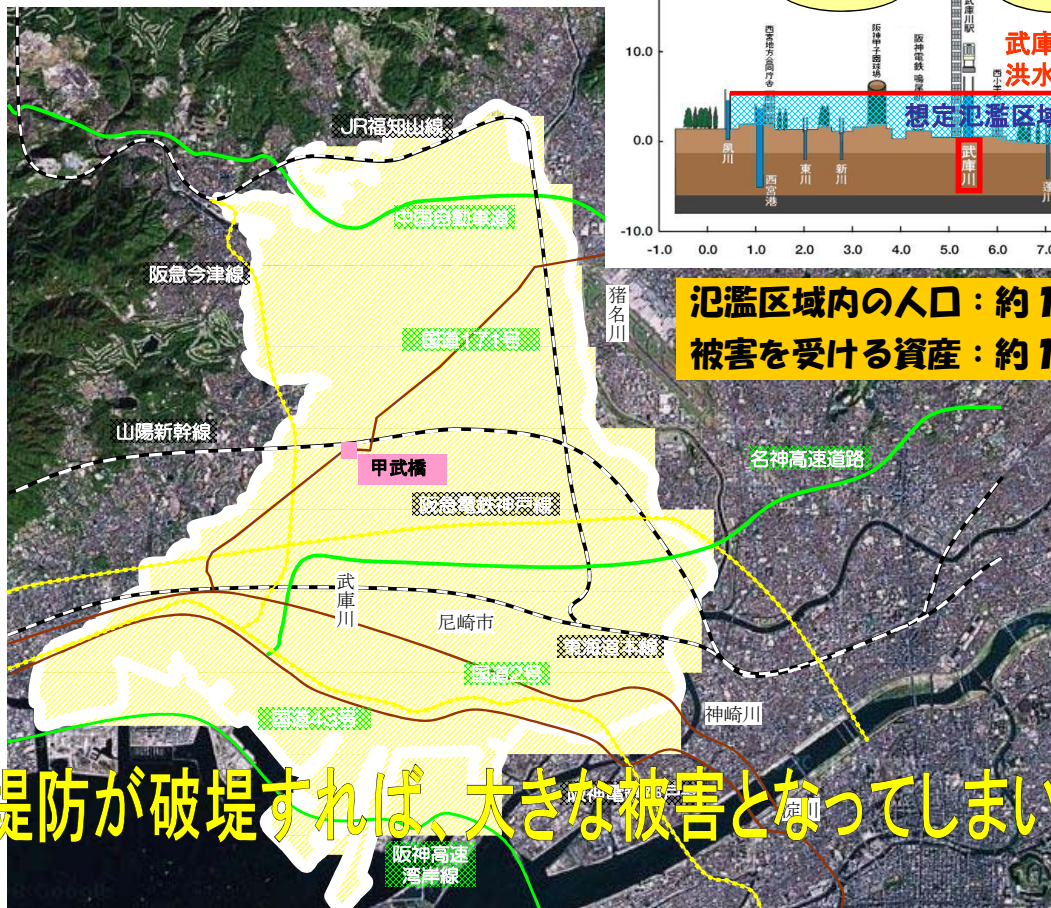 JR福知山線
中国自動車道
阪急今津線
国道171号
猪名川
山陽新幹線
甲武橋
名神高速道路
阪急電鉄神戸線
武庫川
尼崎市
東海道本線
国道2号
国道43号
神崎川
淀川
阪神高速
湾岸線
堤防が破堤すれば、大きな被害となってしまい
武庫川駅
西宮地方合同庁舎
阪神甲子園球場
阪神電鉄 鳴尾
武庫
洪水
想定氾濫区域
10.0
0.0
-10.0
夙川
西宮港
東川
新川
武庫川
蓬川
-1.0 0.0 1.0 2.0 3.0 4.0 5.0 6.0 7.0
氾濫区域内の人口：約1
被害を受ける資産：約1